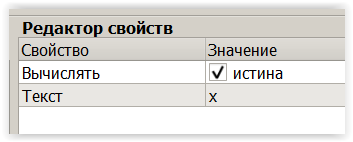 Редактор свойств
Свойство Значение
Вычислять истина
Текст x